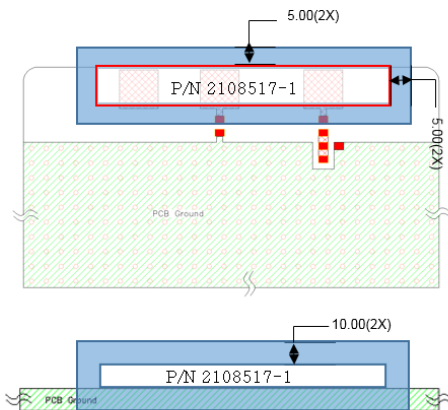 5.00(2X)
P/N 2108517-1
5.00(2X)
PCB Ground
10.00(2X)
P/N 2108517-1
PCB Ground